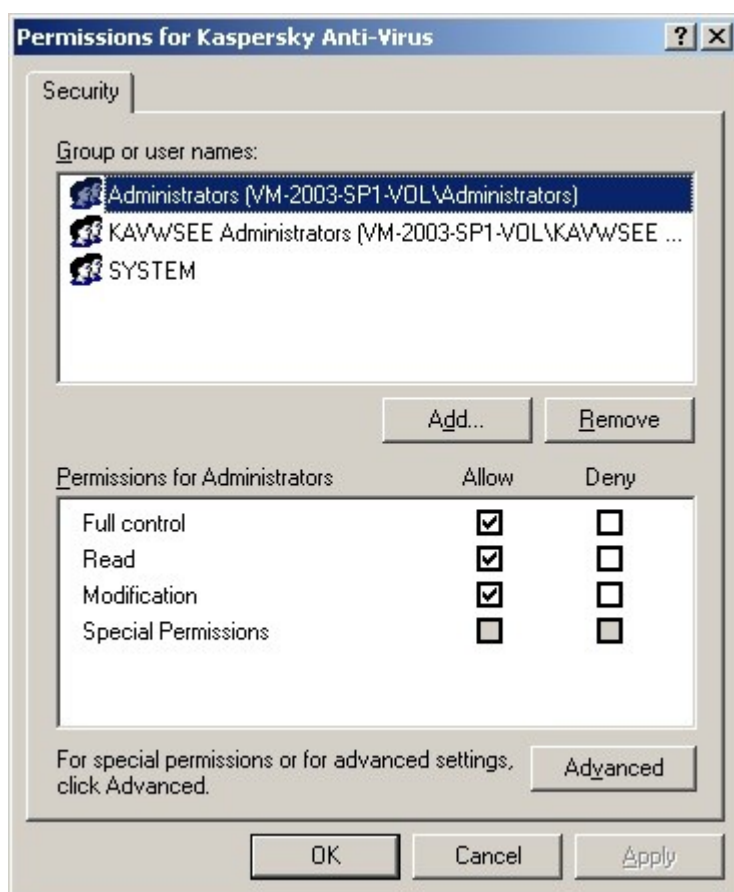 Permissions for Kaspersky Anti-Virus
Security
Group or user names:
Administrators (VM-2003-SP1-VOL\Administrators)
KAVWSEE Administrators (VM-2003-SP1-VOL\KAVWSEE ...
SYSTEM
Add...
Remove
Permissions for Administrators Allow Deny
Full control
Read
Modification
Special Permissions
For special permissions or for advanced settings,
click Advanced.
Advanced
OK Cancel Apply